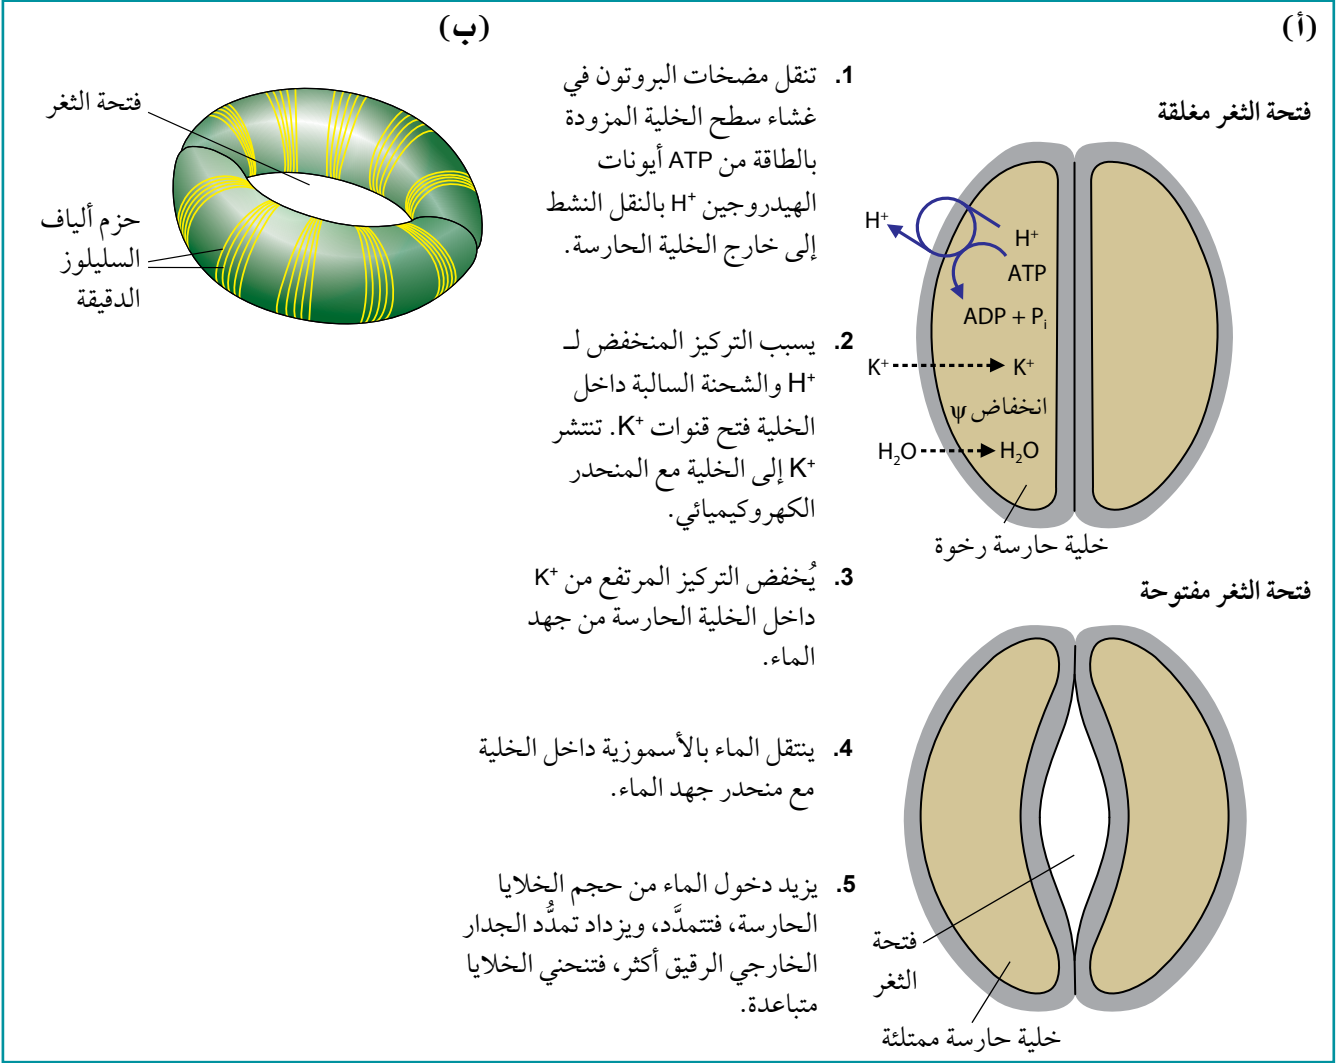 (أ)
فتحة الثغر مغلقة
H⁺
H⁺
ATP
ADP + Pᵢ
K⁺
K⁺
انخفاض ψ
H₂O
H₂O
خلية حارسة رخوة
فتحة الثغر مفتوحة
فتحة
الثغر
خلية حارسة ممتلئة
1. تنقل مضخات البروتون في
غشاء سطح الخلية المزودة
بالطاقة من ATP أيونات
الهيدروجين H⁺ بالنقل النشط
إلى خارج الخلية الحارسة.
2. يسبب التركيز المنخفض لـ
H⁺ والشحنة السالبة داخل
الخلية فتح قنوات K⁺. تنتشر
K⁺ إلى الخلية مع المنحدر
الكهروكيميائي.
3. يُخفض التركيز المرتفع من K⁺
داخل الخلية الحارسة من جهد
الماء.
4. ينتقل الماء بالأسموزية داخل الخلية
مع منحدر جهد الماء.
5. يزيد دخول الماء من حجم الخلايا
الحارسة، فتتمدَّد، ويزداد تمدُّد الجدار
الخارجي الرقيق أكثر، فتنحني الخلايا
متباعدة.
(ب)
فتحة الثغر
حزم ألياف
السليلوز
الدقيقة